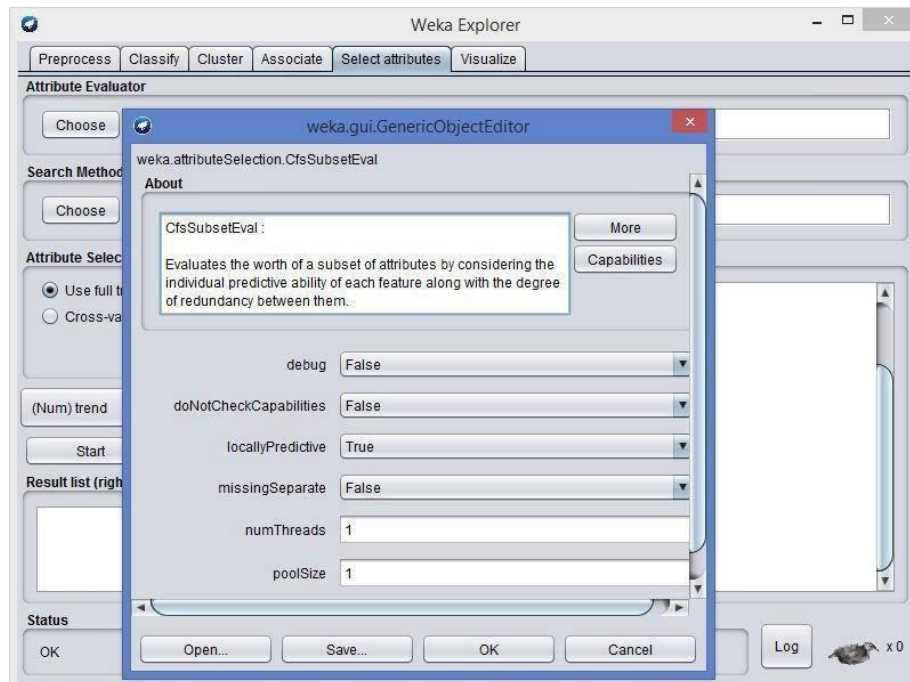 Weka Explorer
Preprocess Classify Cluster Associate Select attributes Visualize
Attribute Evaluator
Choose
weka.gui.GenericObjectEditor
weka.attributeSelection.CfsSubsetEval
About
CfsSubsetEval :
Evaluates the worth of a subset of attributes by considering the
individual predictive ability of each feature along with the degree
of redundancy between them.
More
Capabilities
Search Method
Choose
Attribute Selec
Use full t
Cross-va
debug False
doNotCheckCapabilities False
locallyPredictive True
missingSeparate False
numThreads 1
poolSize 1
(Num) trend
Start
Result list (righ
Open... Save... OK Cancel
Status
OK
Log
x 0